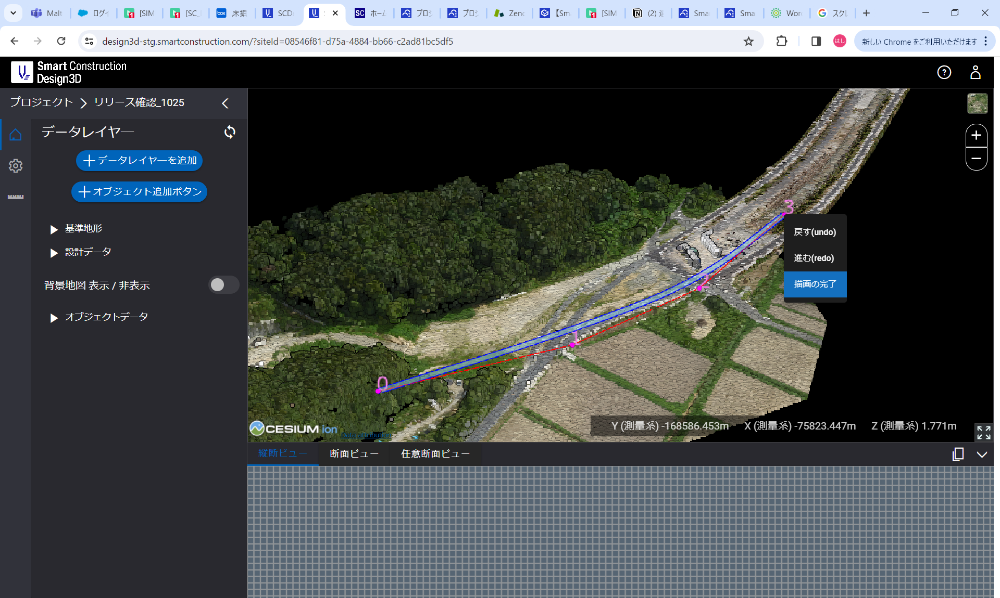 Malt
ログイ
[SIM
[SC_
床掘
SCD
ホーム
プロジ
プロジ
Zenc
【Sm
[SIM
(2) 運
Sma
Sma
Wor
スクレ
design3d-stg.smartconstruction.com/?siteId=08546f81-d75a-4884-bb66-c2ad81bc5df5
はし
新しい Chrome をご利用いただけます
Smart Construction
Design3D
プロジェクト
リリース確認_1025
データレイヤー
データレイヤーを追加
オブジェクト追加ボタン
基準地形
設計データ
背景地図 表示 / 非表示
オブジェクトデータ
3
戻す(undo)
進む(redo)
描画の完了
2
1
0
CESIUM ion
Data attribution
Y (測量系) -168586.453m
X (測量系) -75823.447m
Z (測量系) 1.771m
縦断ビュー
断面ビュー
任意断面ビュー